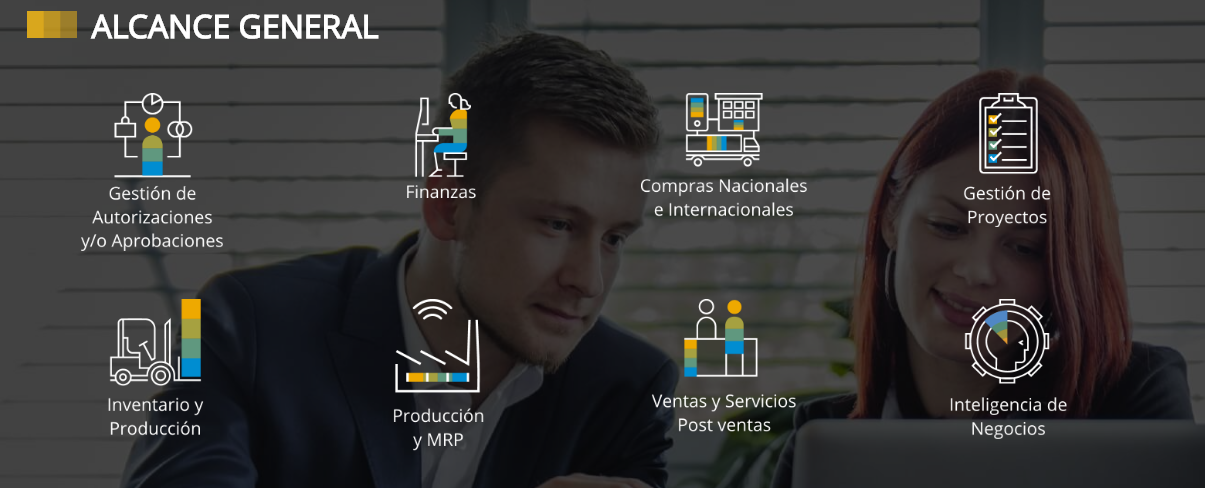 ALCANCE GENERAL
Gestión de
Autorizaciones
y/o Aprobaciones
Finanzas
Compras Nacionales
e Internacionales
Gestión de
Proyectos
Inventario y
Producción
Producción
y MRP
Ventas y Servicios
Post ventas
Inteligencia de
Negocios